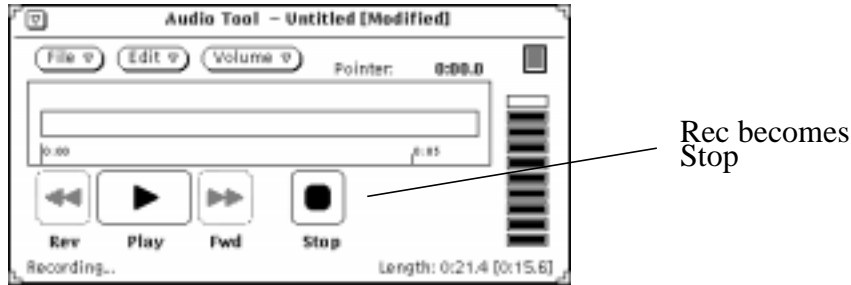 Audio Tool – Untitled [Modified]
File Edit Volume Pointer: 0:00.0
0:00 0:05
Rev Play Fwd Stop
Recording... Length: 0:21.4 [0:15.6]
Rec becomes
Stop